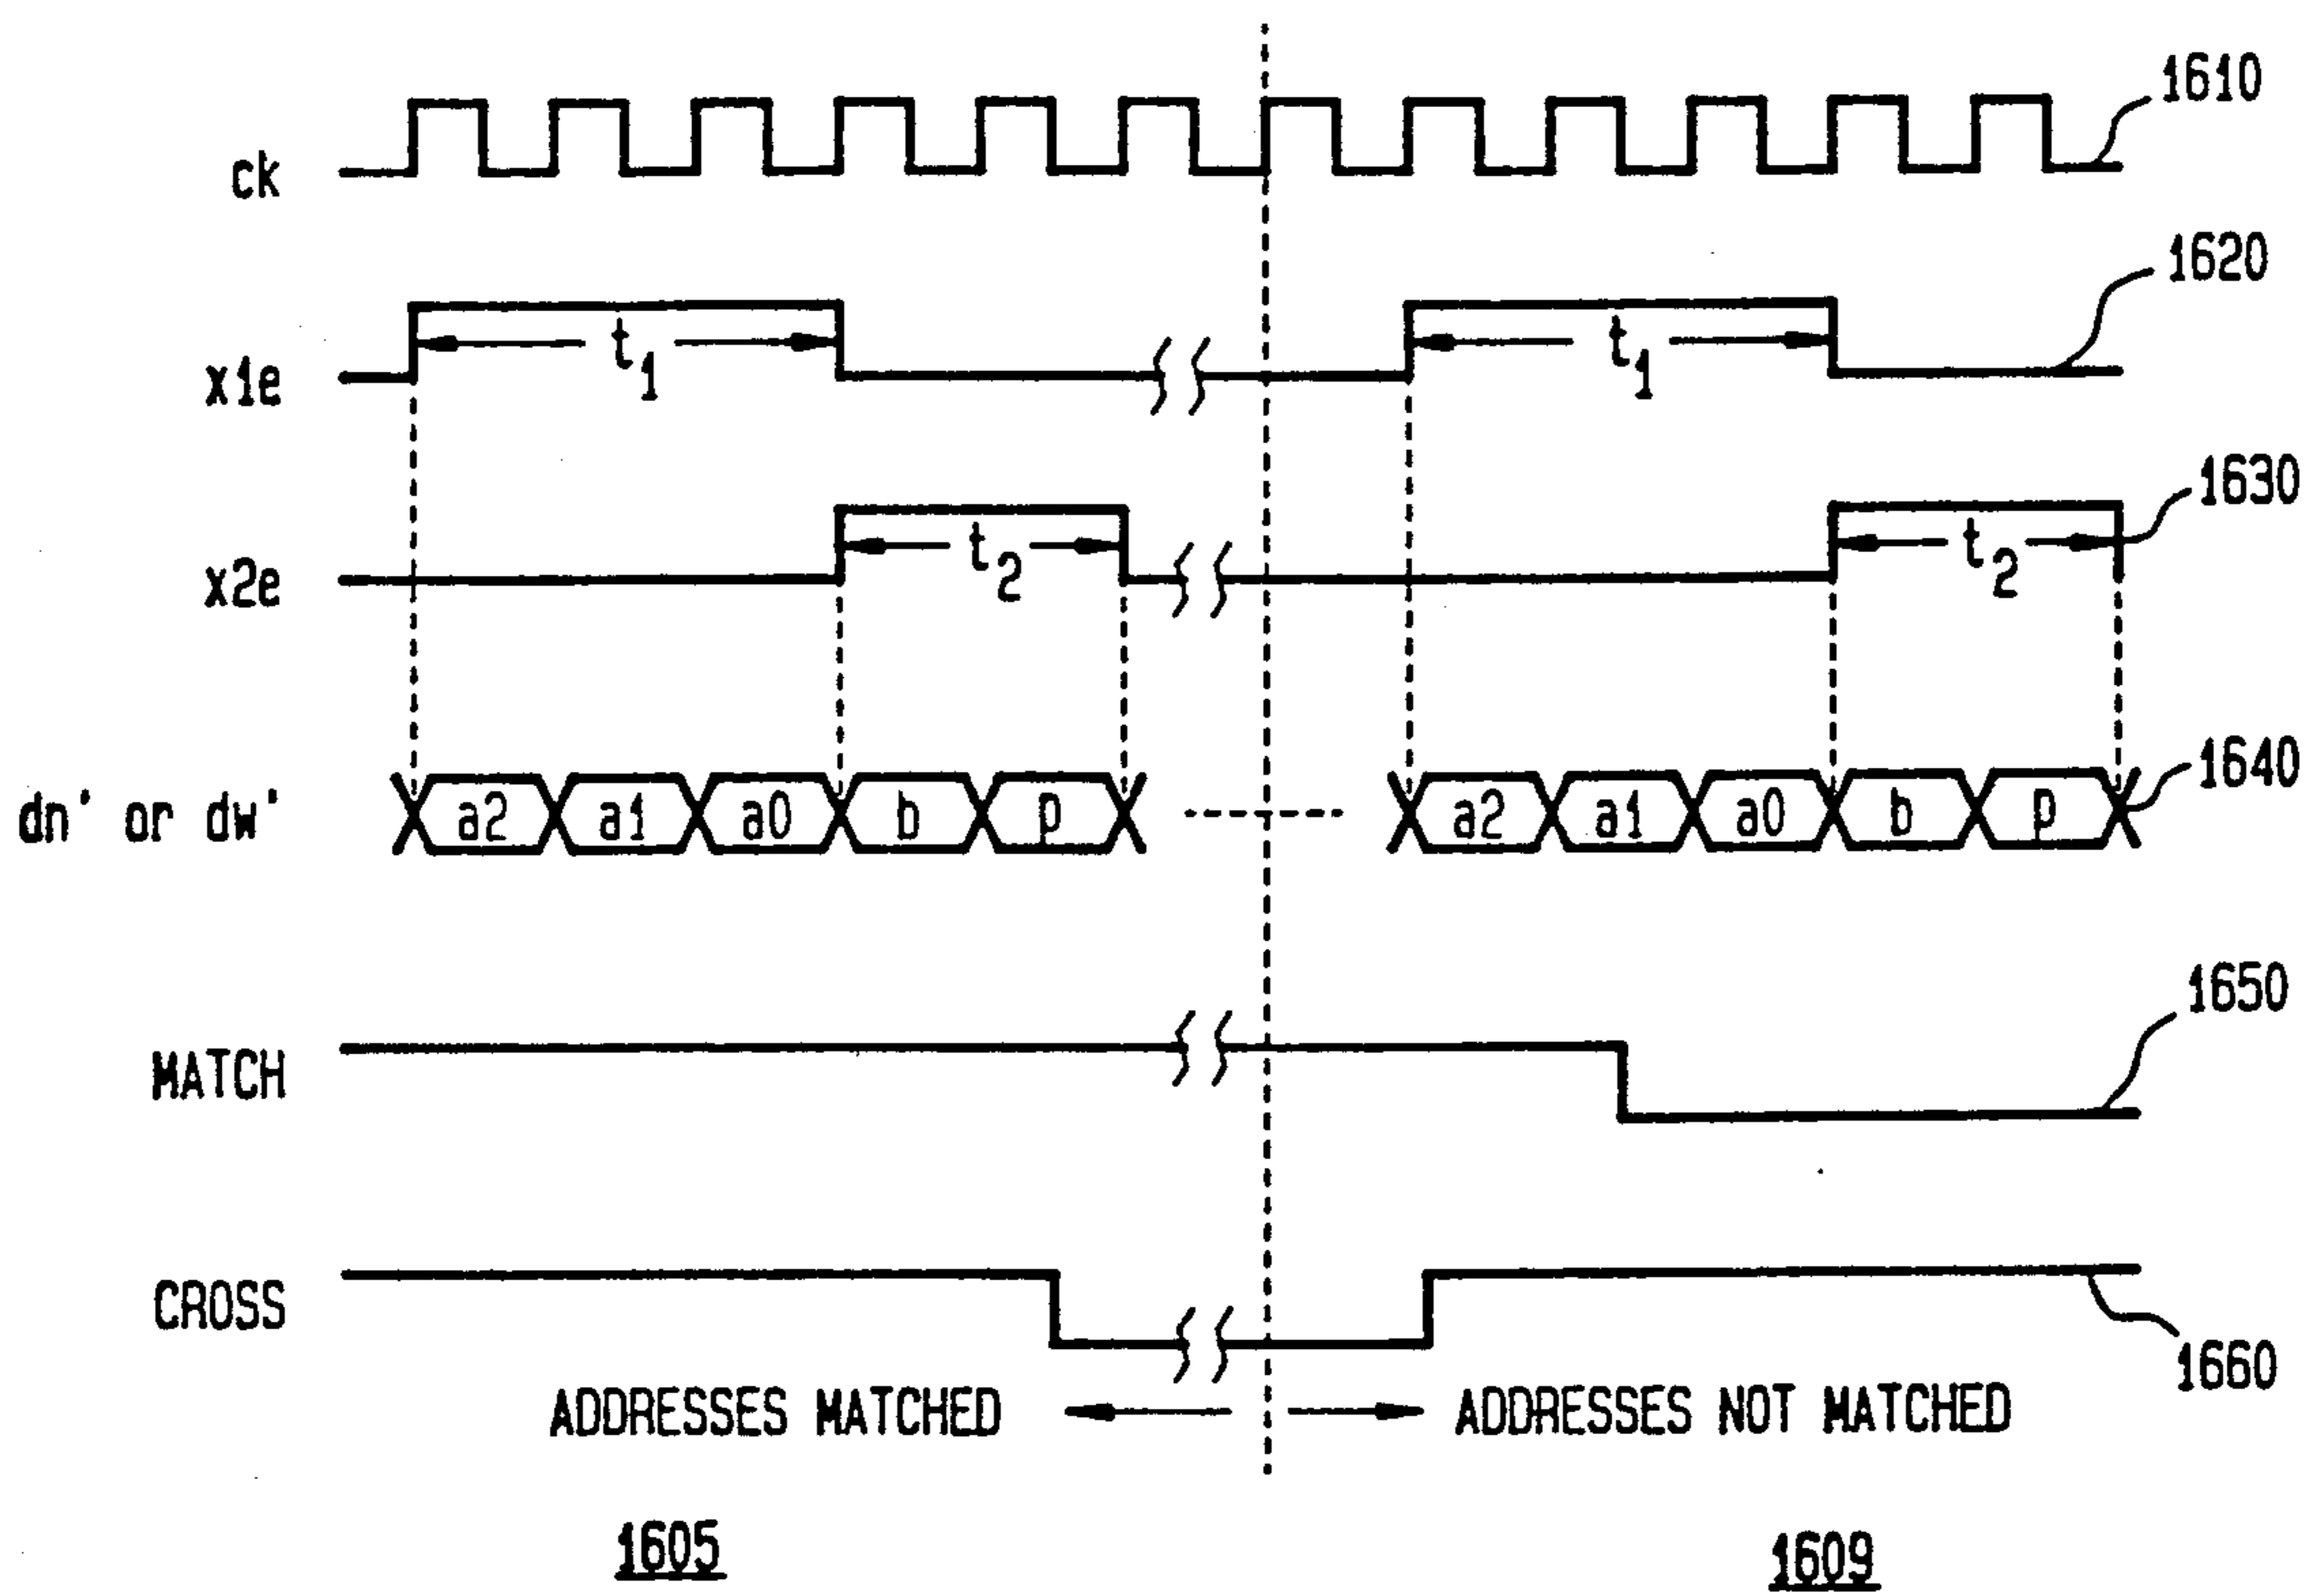 ck
1610
x1e
t1
t1
1620
x2e
t2
t2
1630
dn' or dw'
a2 a1 a0 b p
a2 a1 a0 b p
1640
MATCH
1650
CROSS
1660
ADDRESSES MATCHED
ADDRESSES NOT MATCHED
1605
1609